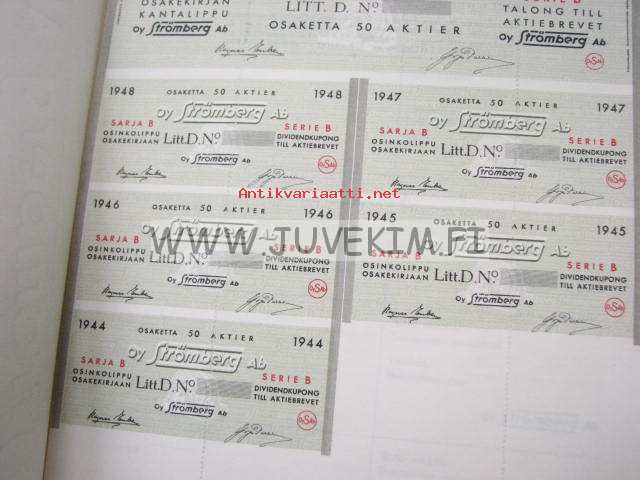 OSAKEKIRJAN
KANTALIPPU
OY Strömberg Ab
LITT. D. No
OSAKETTA 50 AKTIER
TALONG TILL
AKTIEBREVET
OY Strömberg Ab
1948 OSAKETTA 50 AKTIER 1948
OY Strömberg Ab
SARJA B SERIE B
OSINKOLIPPU
OSAKEKIRJAAN
Litt.D.No
DIVIDENDKUPONG
TILL AKTIEBREVET
OY Strömberg Ab
1947 OSAKETTA 50 AKTIER 1947
OY Strömberg Ab
SARJA B SERIE B
OSINKOLIPPU
OSAKEKIRJAAN
Litt.D.No
DIVIDENDKUPONG
TILL AKTIEBREVET
OY Strömberg Ab
Antikvariaatti.net
1946 OSAKETTA 50 AKTIER 1946
OY Strömberg Ab
SARJA B SERIE B
OSINKOLIPPU
OSAKEKIRJAAN
Litt.D.No
DIVIDENDKUPONG
TILL AKTIEBREVET
OY Strömberg Ab
1945 OSAKETTA 50 AKTIER 1945
OY Strömberg Ab
SARJA B SERIE B
OSINKOLIPPU
OSAKEKIRJAAN
Litt.D.No
DIVIDENDKUPONG
TILL AKTIEBREVET
OY Strömberg Ab
WWW.TUVEKIM.FI
1944 OSAKETTA 50 AKTIER 1944
OY Strömberg Ab
SARJA B SERIE B
OSINKOLIPPU
OSAKEKIRJAAN
Litt.D.No
DIVIDENDKUPONG
TILL AKTIEBREVET
OY Strömberg Ab